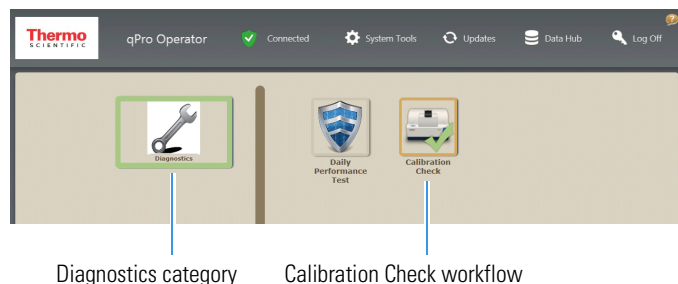 Thermo
SCIENTIFIC
qPro Operator
Connected
System Tools
Updates
Data Hub
Log Off
?
Diagnostics
Daily
Performance
Test
Calibration
Check
Diagnostics category
Calibration Check workflow